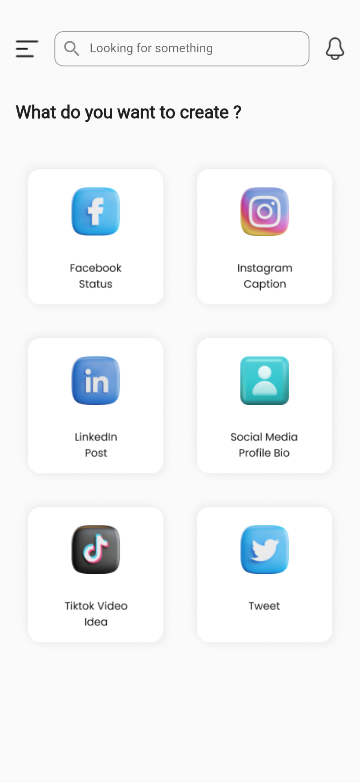 Looking for something
What do you want to create ?
Facebook
Status
Instagram
Caption
LinkedIn
Post
Social Media
Profile Bio
Tiktok Video
Idea
Tweet